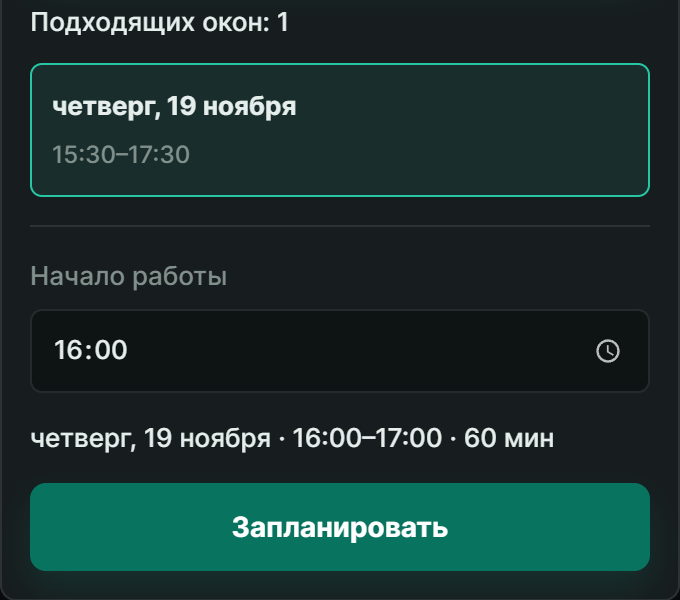 Подходящих окон: 1
четверг, 19 ноября
15:30–17:30
Начало работы
16:00
четверг, 19 ноября · 16:00–17:00 · 60 мин
Запланировать